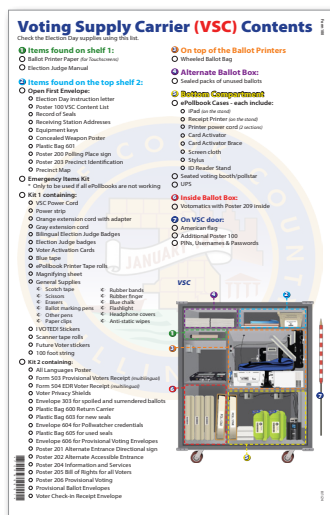 Voting Supply Carrier (VSC) Contents
Check the Election Day supplies using this list.
1 Items found on shelf 1:
Ballot Printer Paper (for Touchscreens)
Election Judge Manual
2 Items found on the top shelf 2:
Open First Envelope:
Election Day instruction letter
Poster 100 VSC Content List
Record of Seals
Receiving Station Addresses
Equipment keys
Concealed Weapon Poster
Plastic Bag 601
Poster 200 Polling Place sign
Poster 203 Precinct Identification
Precinct Map
Emergency Items Kit
* Only to be used if all ePollbooks are not working
Kit 1 containing:
VSC Power Cord
Power strip
Orange extension cord with adapter
Gray extension cord
Bilingual Election Judge Badges
Election Judge badges
Voter Activation Cards
Blue tape
ePollbook Printer Tape rolls
Magnifying sheet
General Supplies
Scotch tape
Scissors
Erasers
Ballot marking pens
Other pens
Paper clips
Rubber bands
Rubber finger
Blue chalk
Flashlight
Headphone covers
Anti-static wipes
I VOTED! Stickers
Scanner tape rolls
Future Voter stickers
100 foot string
Kit 2 containing:
All Languages Poster
Form 503 Provisional Voters Receipt (multilingual)
Form 504 EDR Voter Receipt (multilingual)
Voter Privacy Shields
Envelope 303 for spoiled and surrendered ballots
Plastic Bag 600 Return Carrier
Plastic Bag 603 for new seals
Envelope 604 for Pollwatcher credentials
Plastic Bag 605 for used seals
Envelope 606 for Provisional Voting Envelopes
Poster 201 Alternate Entrance Directional sign
Poster 202 Alternate Accessible Entrance
Poster 204 Information and Services
Poster 205 Bill of Rights for all Voters
Poster 206 Provisional Voting
Provisional Ballot Envelopes
Voter Check-in Receipt Envelope
3 On top of the Ballot Printers
Wheeled Ballot Bag
4 Alternate Ballot Box:
Sealed packs of unused ballots
5 Bottom Compartment
ePollbook Cases - each include:
iPad (on the stand)
Receipt Printer (on the stand)
Printer power cord (2 sections)
Card Activator
Card Activator Brace
Screen cloth
Stylus
ID Reader Stand
Seated voting booth/pollstar
UPS
6 Inside Ballot Box:
Votomatics with Poster 209 inside
7 On VSC door:
American flag
Additional Poster 100
PINs, Usernames & Passwords
JANUARY
VSC
4
2
1
3
6
7
5